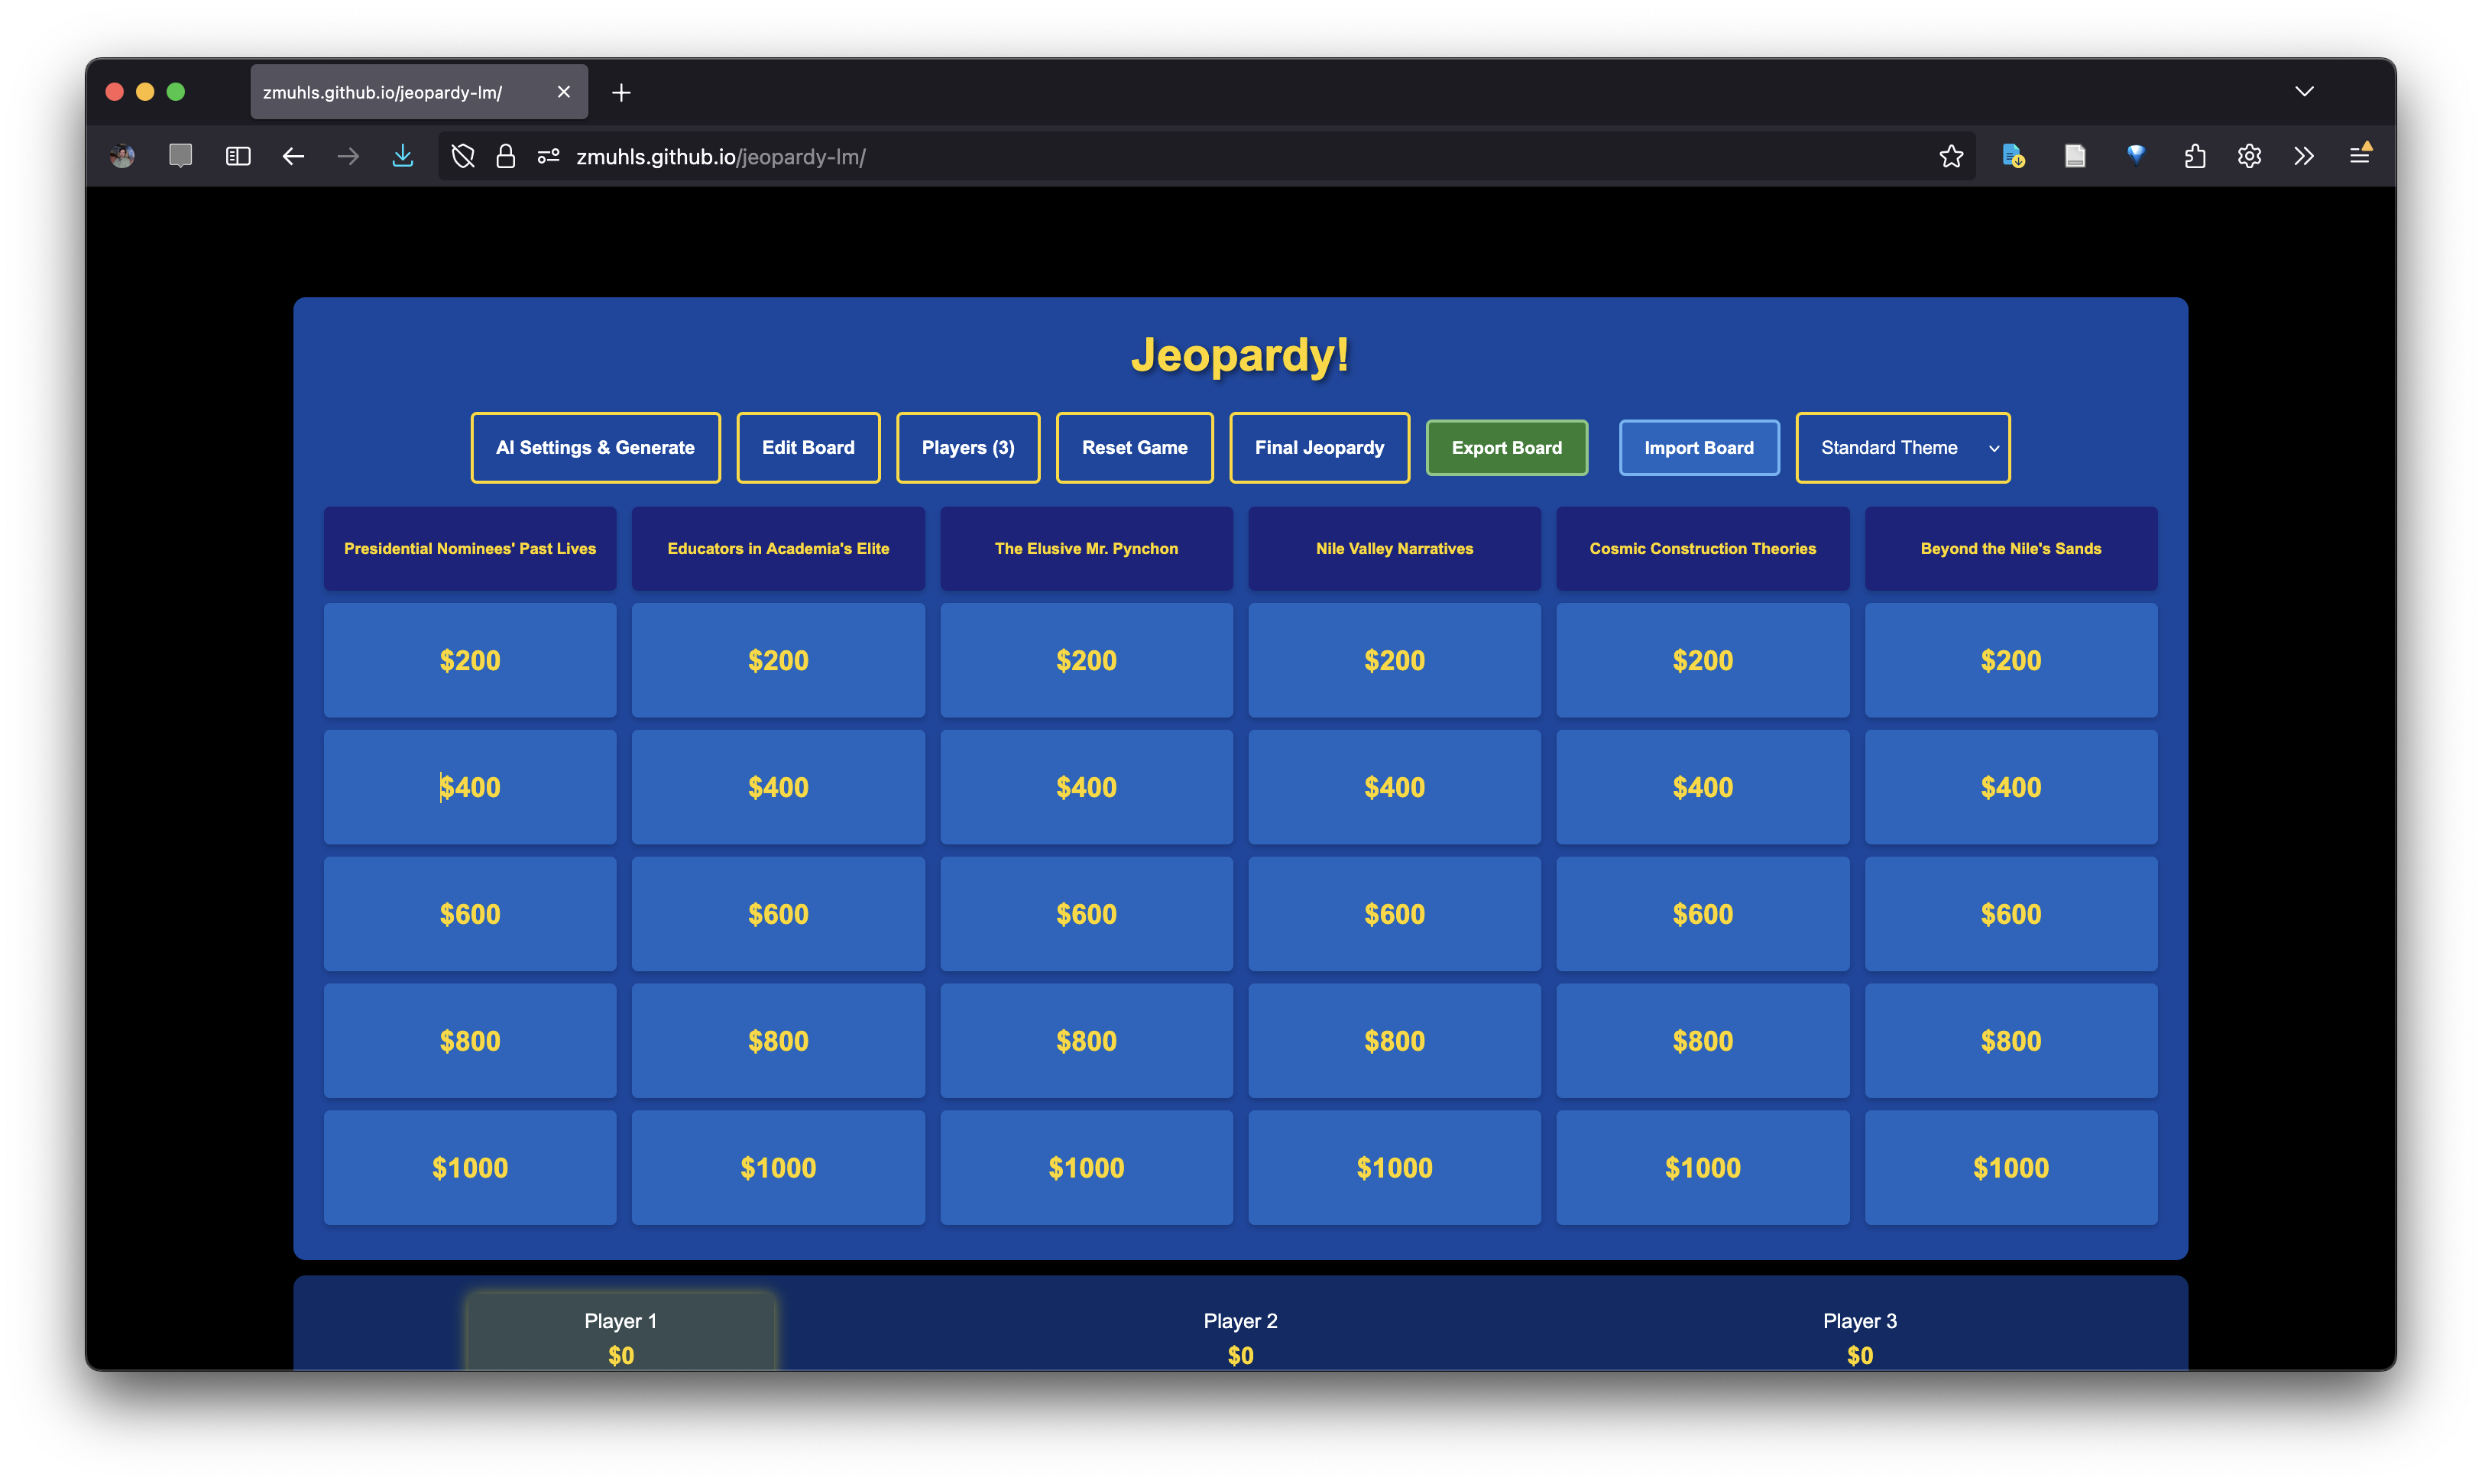 zmuhls.github.io/jeopardy-lm/
zmuhls.github.io/jeopardy-lm/
Jeopardy!
AI Settings & Generate Edit Board Players (3) Reset Game Final Jeopardy Export Board Import Board Standard Theme
Presidential Nominees' Past Lives Educators in Academia's Elite The Elusive Mr. Pynchon Nile Valley Narratives Cosmic Construction Theories Beyond the Nile's Sands
$200 $200 $200 $200 $200 $200
$400 $400 $400 $400 $400 $400
$600 $600 $600 $600 $600 $600
$800 $800 $800 $800 $800 $800
$1000 $1000 $1000 $1000 $1000 $1000
Player 1 Player 2 Player 3
$0 $0 $0